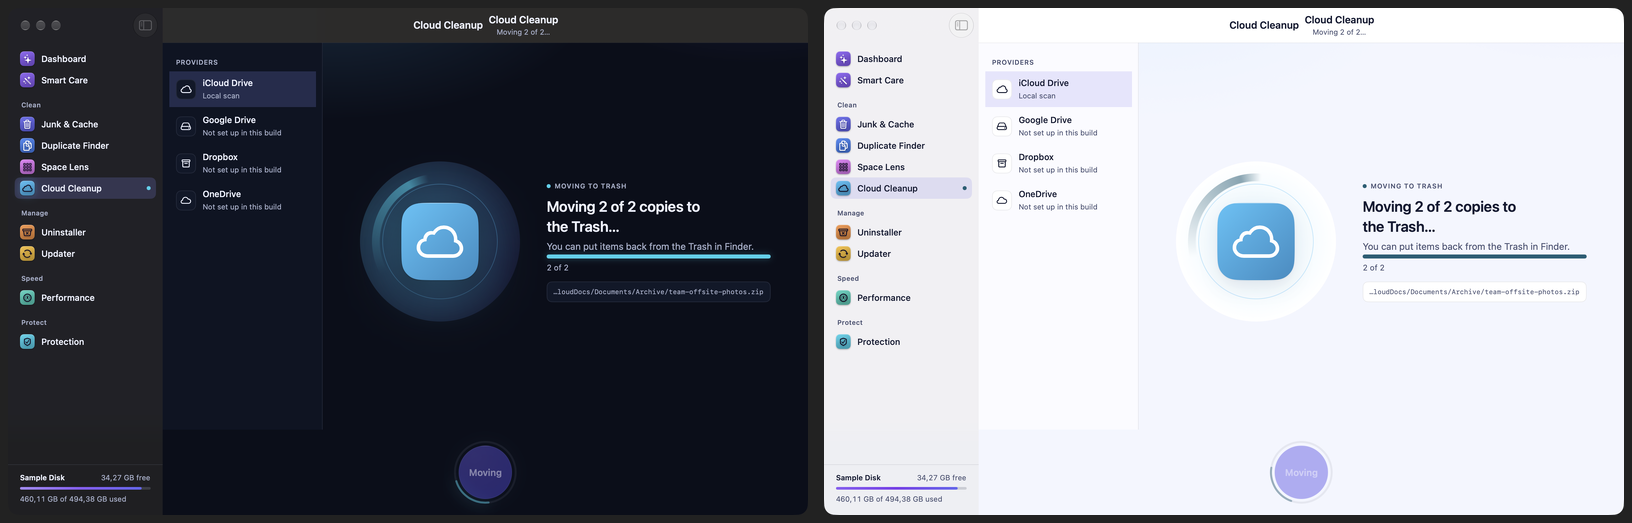 Cloud Cleanup
Cloud Cleanup
Moving 2 of 2…
Dashboard
Smart Care
Clean
Junk & Cache
Duplicate Finder
Space Lens
Cloud Cleanup
Manage
Uninstaller
Updater
Speed
Performance
Protect
Protection
Sample Disk 34,27 GB free
460,11 GB of 494,38 GB used
PROVIDERS
iCloud Drive
Local scan
Google Drive
Not set up in this build
Dropbox
Not set up in this build
OneDrive
Not set up in this build
MOVING TO TRASH
Moving 2 of 2 copies to
the Trash…
You can put items back from the Trash in Finder.
2 of 2
…loudDocs/Documents/Archive/team-offsite-photos.zip
Moving
Cloud Cleanup
Cloud Cleanup
Moving 2 of 2…
Dashboard
Smart Care
Clean
Junk & Cache
Duplicate Finder
Space Lens
Cloud Cleanup
Manage
Uninstaller
Updater
Speed
Performance
Protect
Protection
Sample Disk 34,27 GB free
460,11 GB of 494,38 GB used
PROVIDERS
iCloud Drive
Local scan
Google Drive
Not set up in this build
Dropbox
Not set up in this build
OneDrive
Not set up in this build
MOVING TO TRASH
Moving 2 of 2 copies to
the Trash…
You can put items back from the Trash in Finder.
2 of 2
…loudDocs/Documents/Archive/team-offsite-photos.zip
Moving